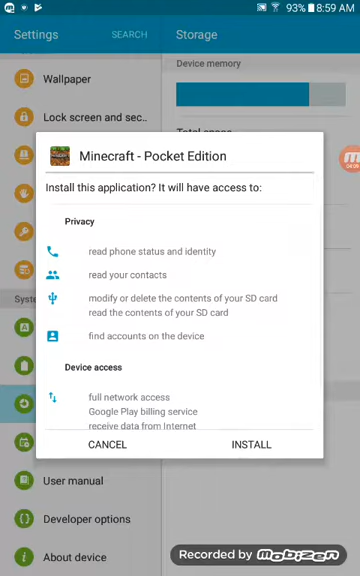 93% 8:59 AM
Settings
SEARCH
Storage
Wallpaper
Device memory
Lock screen and sec..
Minecraft - Pocket Edition
Install this application? It will have access to:
Privacy
read phone status and identity
read your contacts
modify or delete the contents of your SD card
read the contents of your SD card
find accounts on the device
Device access
full network access
Google Play billing service
receive data from Internet
CANCEL
INSTALL
User manual
Developer options
About device
Recorded by Mobizen